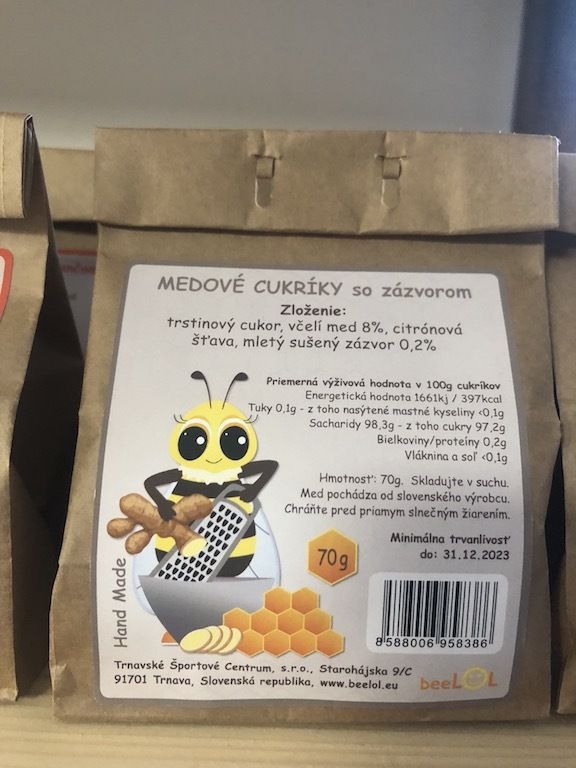 MEDOVÉ CUKRÍKY so zázvorom
Zloženie:
trstinový cukor, včelí med 8%, citrónová
šťava, mletý sušený zázvor 0,2%
Priemerná výživová hodnota v 100g cukríkov
Energetická hodnota 1661kj / 397kcal
Tuky 0,1g - z toho nasýtené mastné kyseliny <0,1g
Sacharidy 98,3g - z toho cukry 97,2g
Bielkoviny/proteíny 0,2g
Vláknina a soľ <0,1g
Hmotnosť: 70g. Skladujte v suchu.
Med pochádza od slovenského výrobcu.
Chráňte pred priamym slnečným žiarením.
Minimálna trvanlivosť
do: 31.12.2023
70g
Hand Made
8588006958386
Trnavské Športové Centrum, s.r.o., Starohájska 9/C
91701 Trnava, Slovenská republika, www.beelol.eu
beeLOL